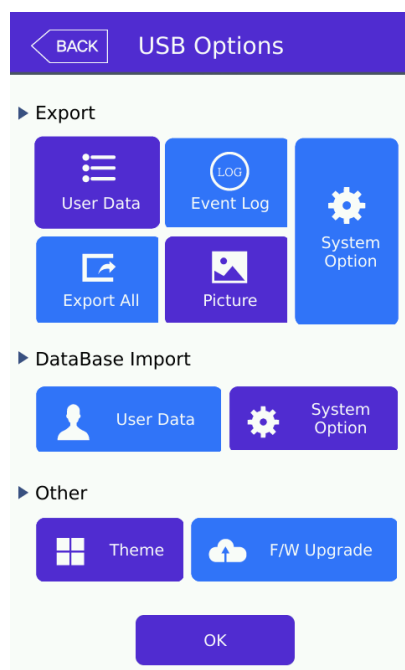 BACK
USB Options
Export
User Data
LOG
Event Log
System
Option
Export All
Picture
DataBase Import
User Data
System
Option
Other
Theme
F/W Upgrade
OK